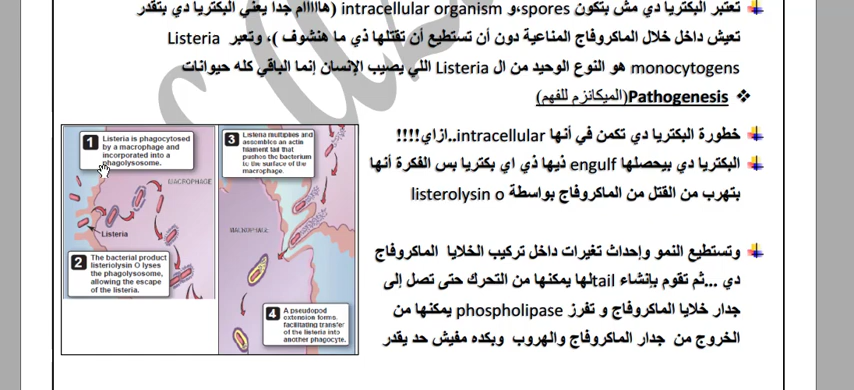 تعتبر البكتريا دي مش بتكون spores،و intracellular organism (هااااام جدا يعني البكتريا دي بتقدر
تعيش داخل خلال الماكروفاج المناعية دون أن تستطيع أن تقتلها ذي ما هنشوف )، وتعبر Listeria
monocytogens هو النوع الوحيد من ال Listeria اللي يصيب الإنسان إنما الباقي كله حيوانات
Pathogenesis(الميكانزم للفهم)
خطورة البكتريا دي تكمن في أنها intracellular..ازاي!!!!
البكتريا دي بيحصلها engulf ذيها ذي اي بكتريا بس الفكرة أنها
بتهرب من القتل من الماكروفاج بواسطة listerolysin o
وتستطيع النمو وإحداث تغيرات داخل تركيب الخلايا الماكروفاج
دي ...ثم تقوم بإنشاء tailلها يمكنها من التحرك حتى تصل إلى
جدار خلايا الماكروفاج و تفرز phospholipase يمكنها من
الخروج من جدار الماكروفاج والهروب وبكده مفيش حد يقدر
1 Listeria is phagocytosed
by a macrophage and
incorporated into a
phagolysosome.
MACROPHAGE
Listeria
2 The bacterial product
listeriolysin O lyses
the phagolysosome,
allowing the escape
of the listeria.
3 Listeria multiplies and
assembles an actin
filament tail that
pushes the bacterium
to the surface of the
macrophage.
MACROPHAGE
4 A pseudopod
extension forms,
facilitating transfer
of the listeria into
another phagocyte.